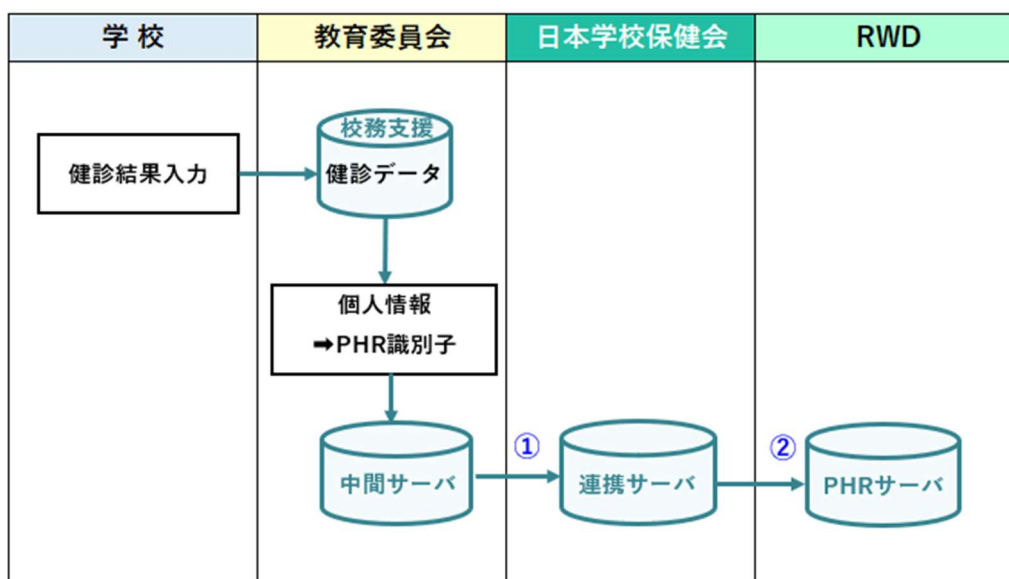 学 校
教育委員会
日本学校保健会
RWD
健診結果入力
校務支援
健診データ
個人情報
➡PHR識別子
中間サーバ
①
連携サーバ
②
PHRサーバ